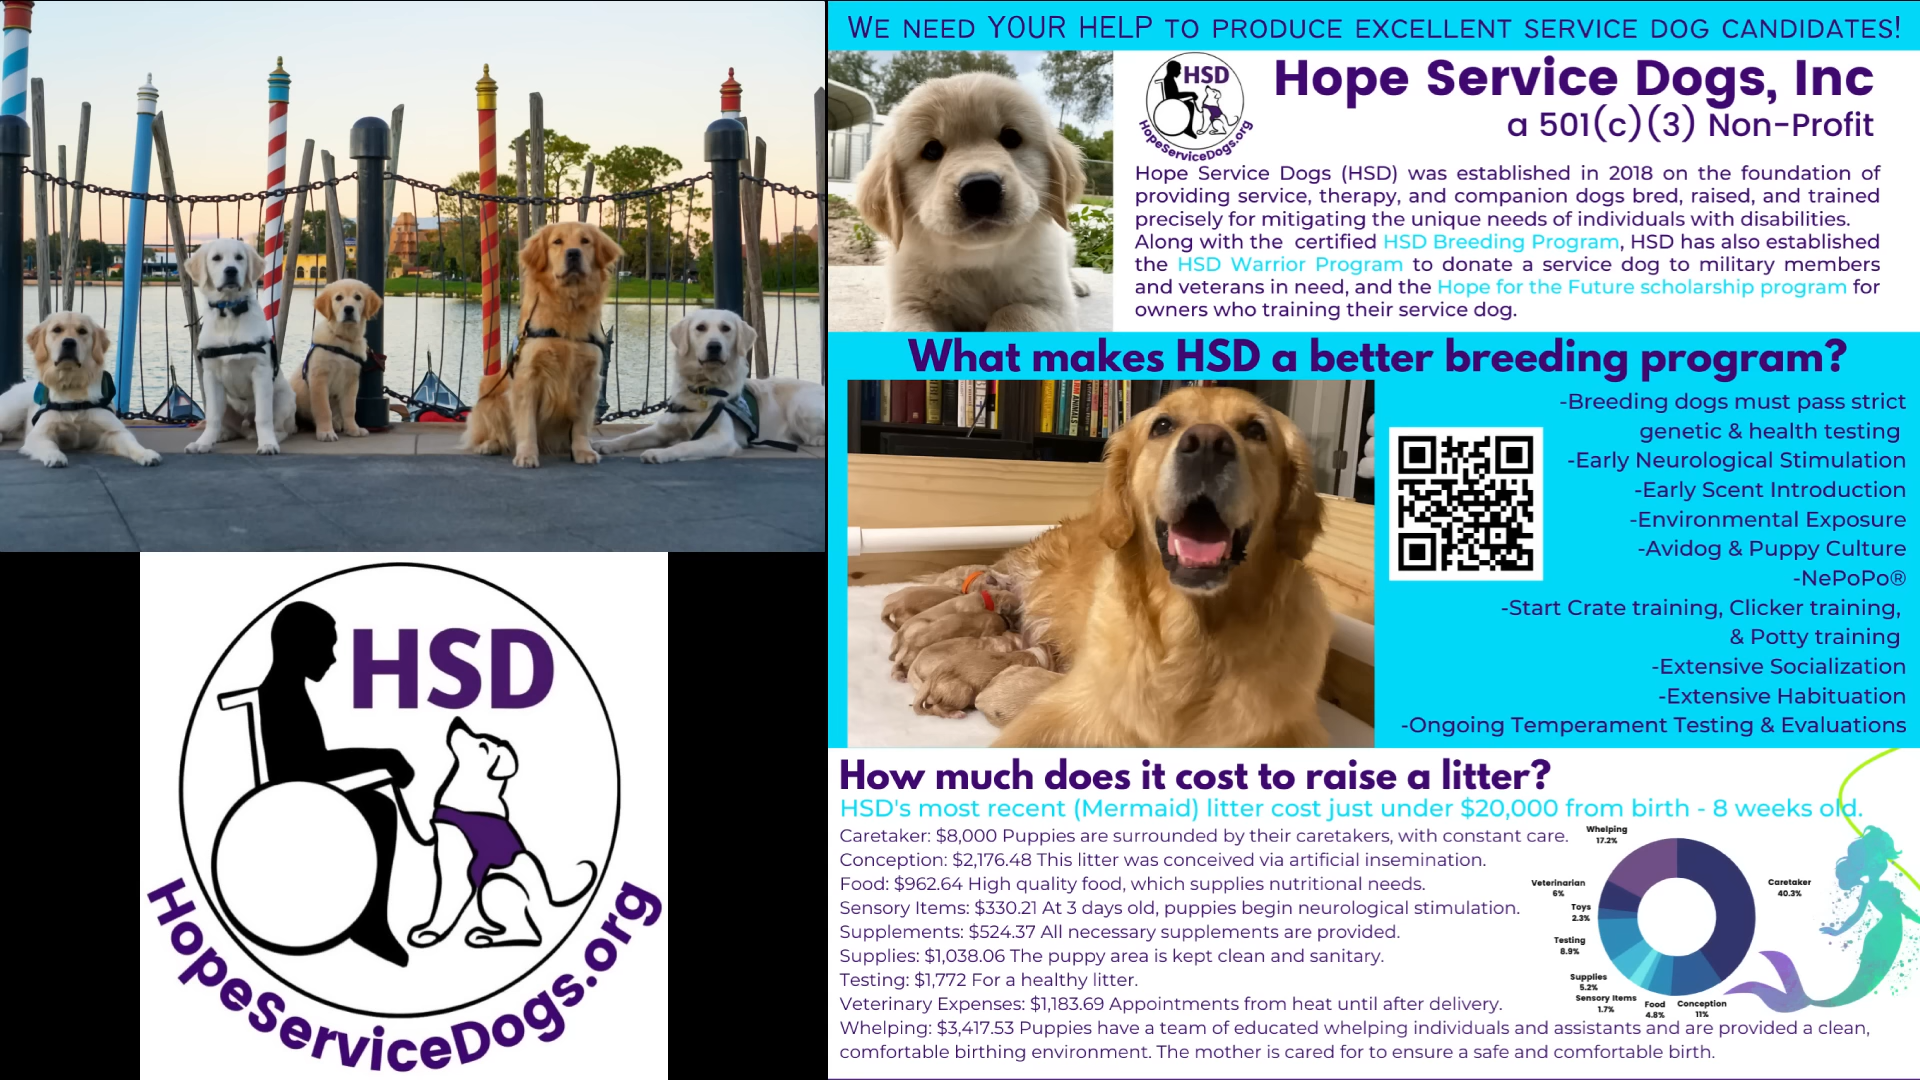 HSD
HopeServiceDogs.org
WE NEED YOUR HELP TO PRODUCE EXCELLENT SERVICE DOG CANDIDATES!
HSD
HopeServiceDogs.org
Hope Service Dogs, Inc
a 501(c)(3) Non-Profit
Hope Service Dogs (HSD) was established in 2018 on the foundation of
providing service, therapy, and companion dogs bred, raised, and trained
precisely for mitigating the unique needs of individuals with disabilities.
Along with the certified HSD Breeding Program, HSD has also established
the HSD Warrior Program to donate a service dog to military members
and veterans in need, and the Hope for the Future scholarship program for
owners who training their service dog.
What makes HSD a better breeding program?
-Breeding dogs must pass strict
genetic & health testing
-Early Neurological Stimulation
-Early Scent Introduction
-Environmental Exposure
-Avidog & Puppy Culture
-NePoPo®
-Start Crate training, Clicker training,
& Potty training
-Extensive Socialization
-Extensive Habituation
-Ongoing Temperament Testing & Evaluations
How much does it cost to raise a litter?
HSD's most recent (Mermaid) litter cost just under $20,000 from birth - 8 weeks old.
Caretaker: $8,000 Puppies are surrounded by their caretakers, with constant care.
Conception: $2,176.48 This litter was conceived via artificial insemination.
Food: $962.64 High quality food, which supplies nutritional needs.
Sensory Items: $330.21 At 3 days old, puppies begin neurological stimulation.
Supplements: $524.37 All necessary supplements are provided.
Supplies: $1,038.06 The puppy area is kept clean and sanitary.
Testing: $1,772 For a healthy litter.
Veterinary Expenses: $1,183.69 Appointments from heat until after delivery.
Whelping: $3,417.53 Puppies have a team of educated whelping individuals and assistants and are provided a clean,
comfortable birthing environment. The mother is cared for to ensure a safe and comfortable birth.
Whelping
17.2%
Veterinarian
6%
Toys
2.3%
Testing
8.9%
Supplies
5.2%
Sensory Items
1.7%
Food
4.8%
Conception
11%
Caretaker
40.3%